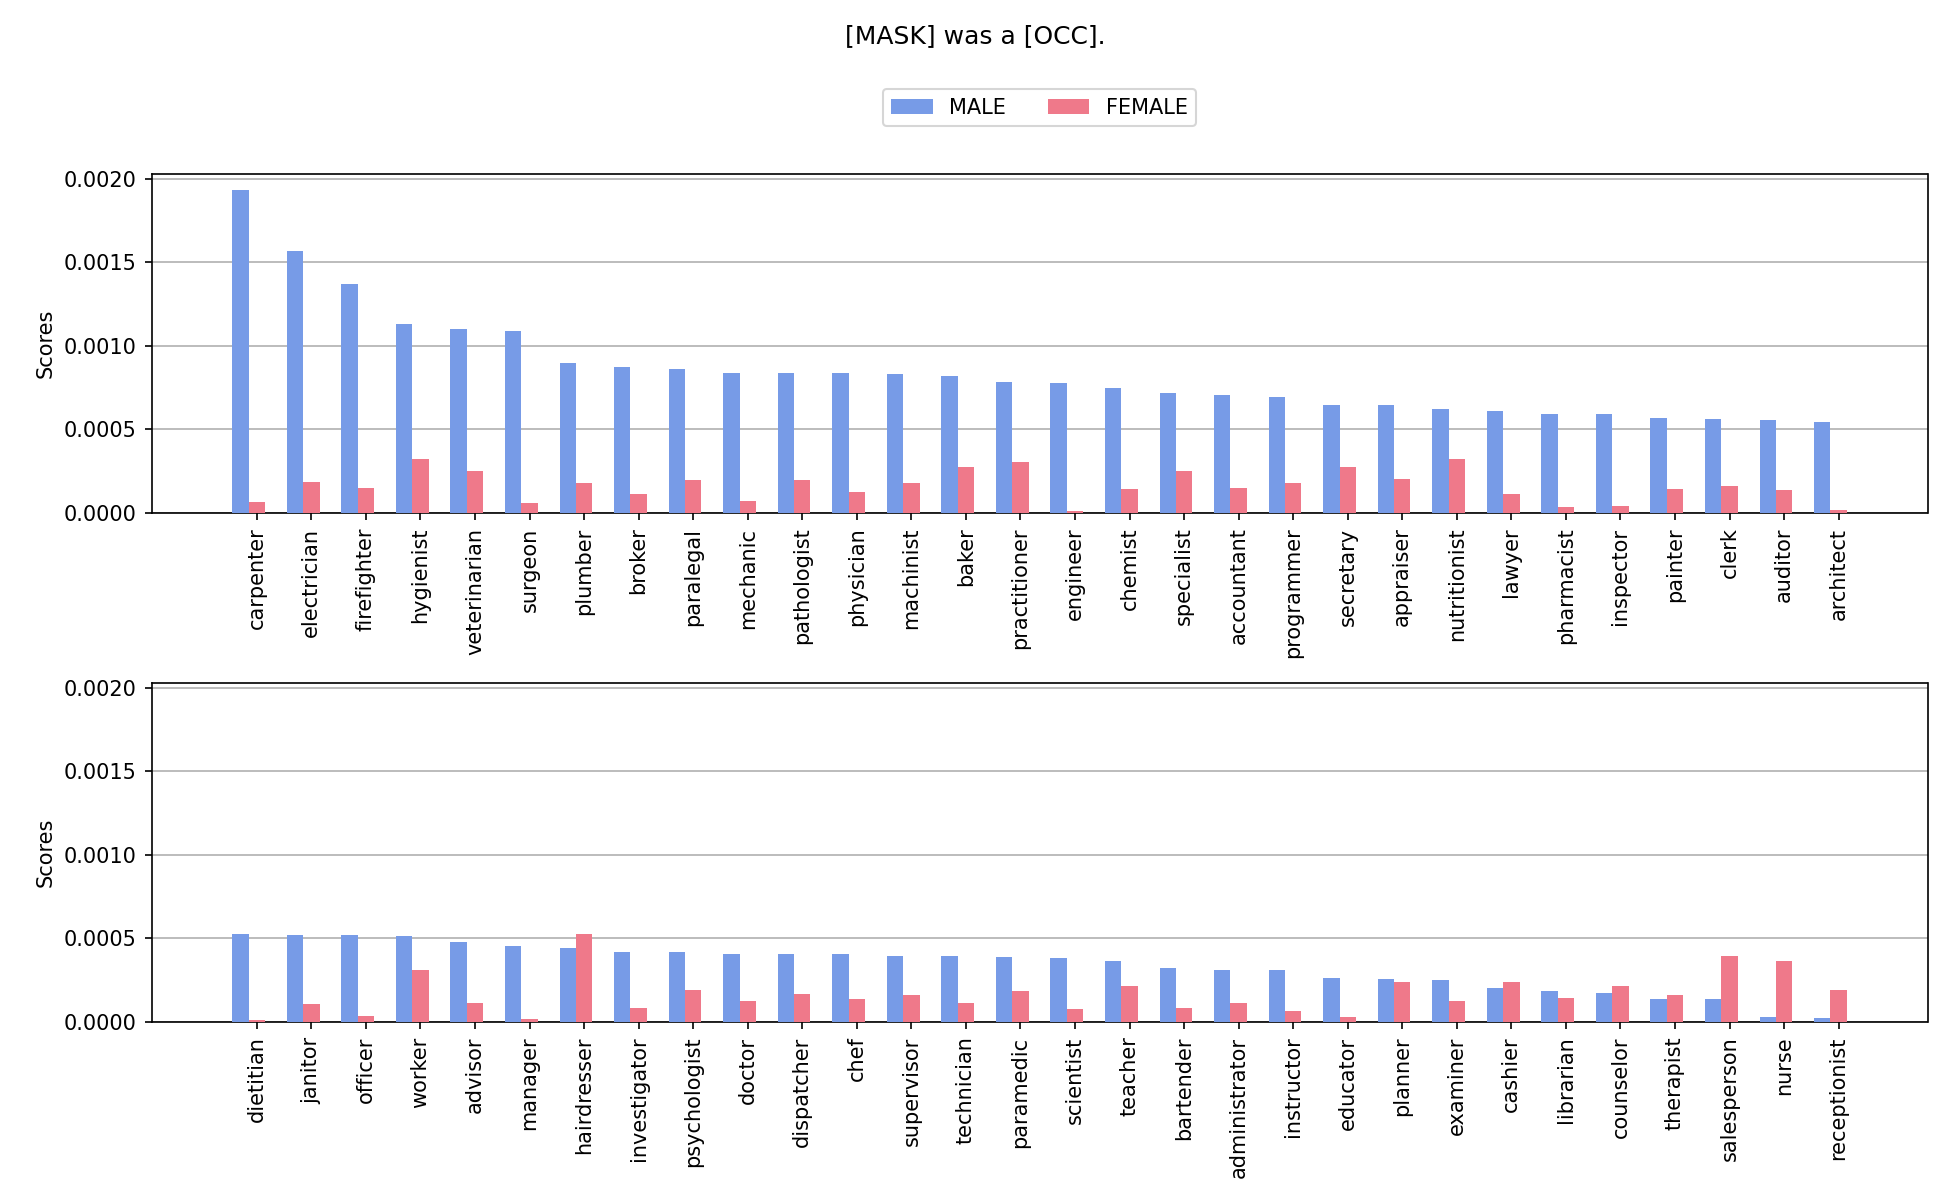 [MASK] was a [OCC].
MALE FEMALE
0.0020
0.0015
0.0010
0.0005
0.0000
Scores
carpenter
electrician
firefighter
hygienist
veterinarian
surgeon
plumber
broker
paralegal
mechanic
pathologist
physician
machinist
baker
practitioner
engineer
chemist
specialist
accountant
programmer
secretary
appraiser
nutritionist
lawyer
pharmacist
inspector
painter
clerk
auditor
architect
0.0020
0.0015
0.0010
0.0005
0.0000
Scores
dietitian
janitor
officer
worker
advisor
manager
hairdresser
investigator
psychologist
doctor
dispatcher
chef
supervisor
technician
paramedic
scientist
teacher
bartender
administrator
instructor
educator
planner
examiner
cashier
librarian
counselor
therapist
salesperson
nurse
receptionist